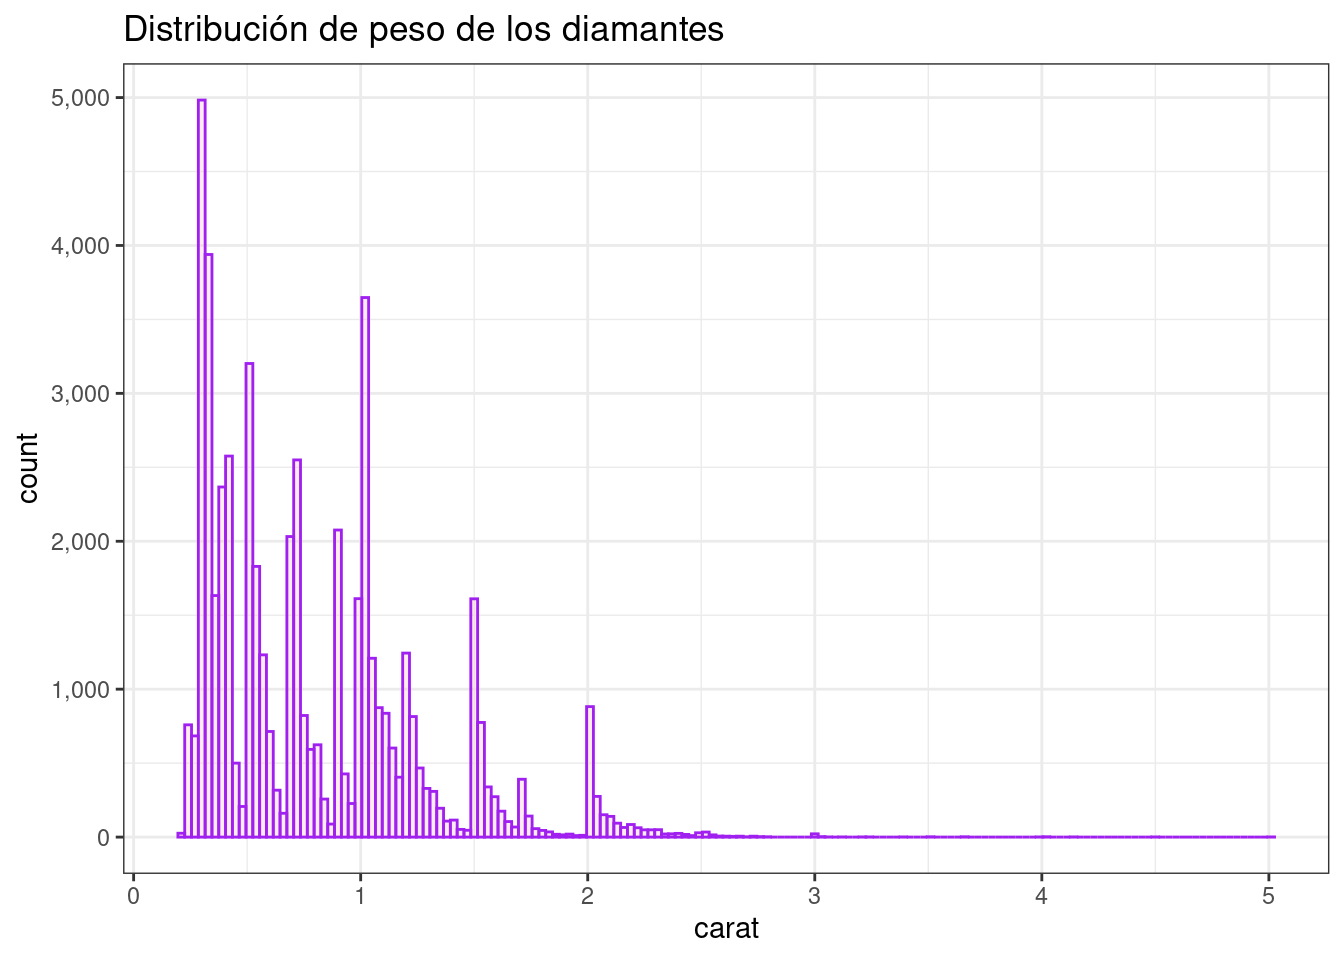 Distribución de peso de los diamantes
5,000
4,000
3,000
2,000
1,000
0
count
0 1 2 3 4 5
carat